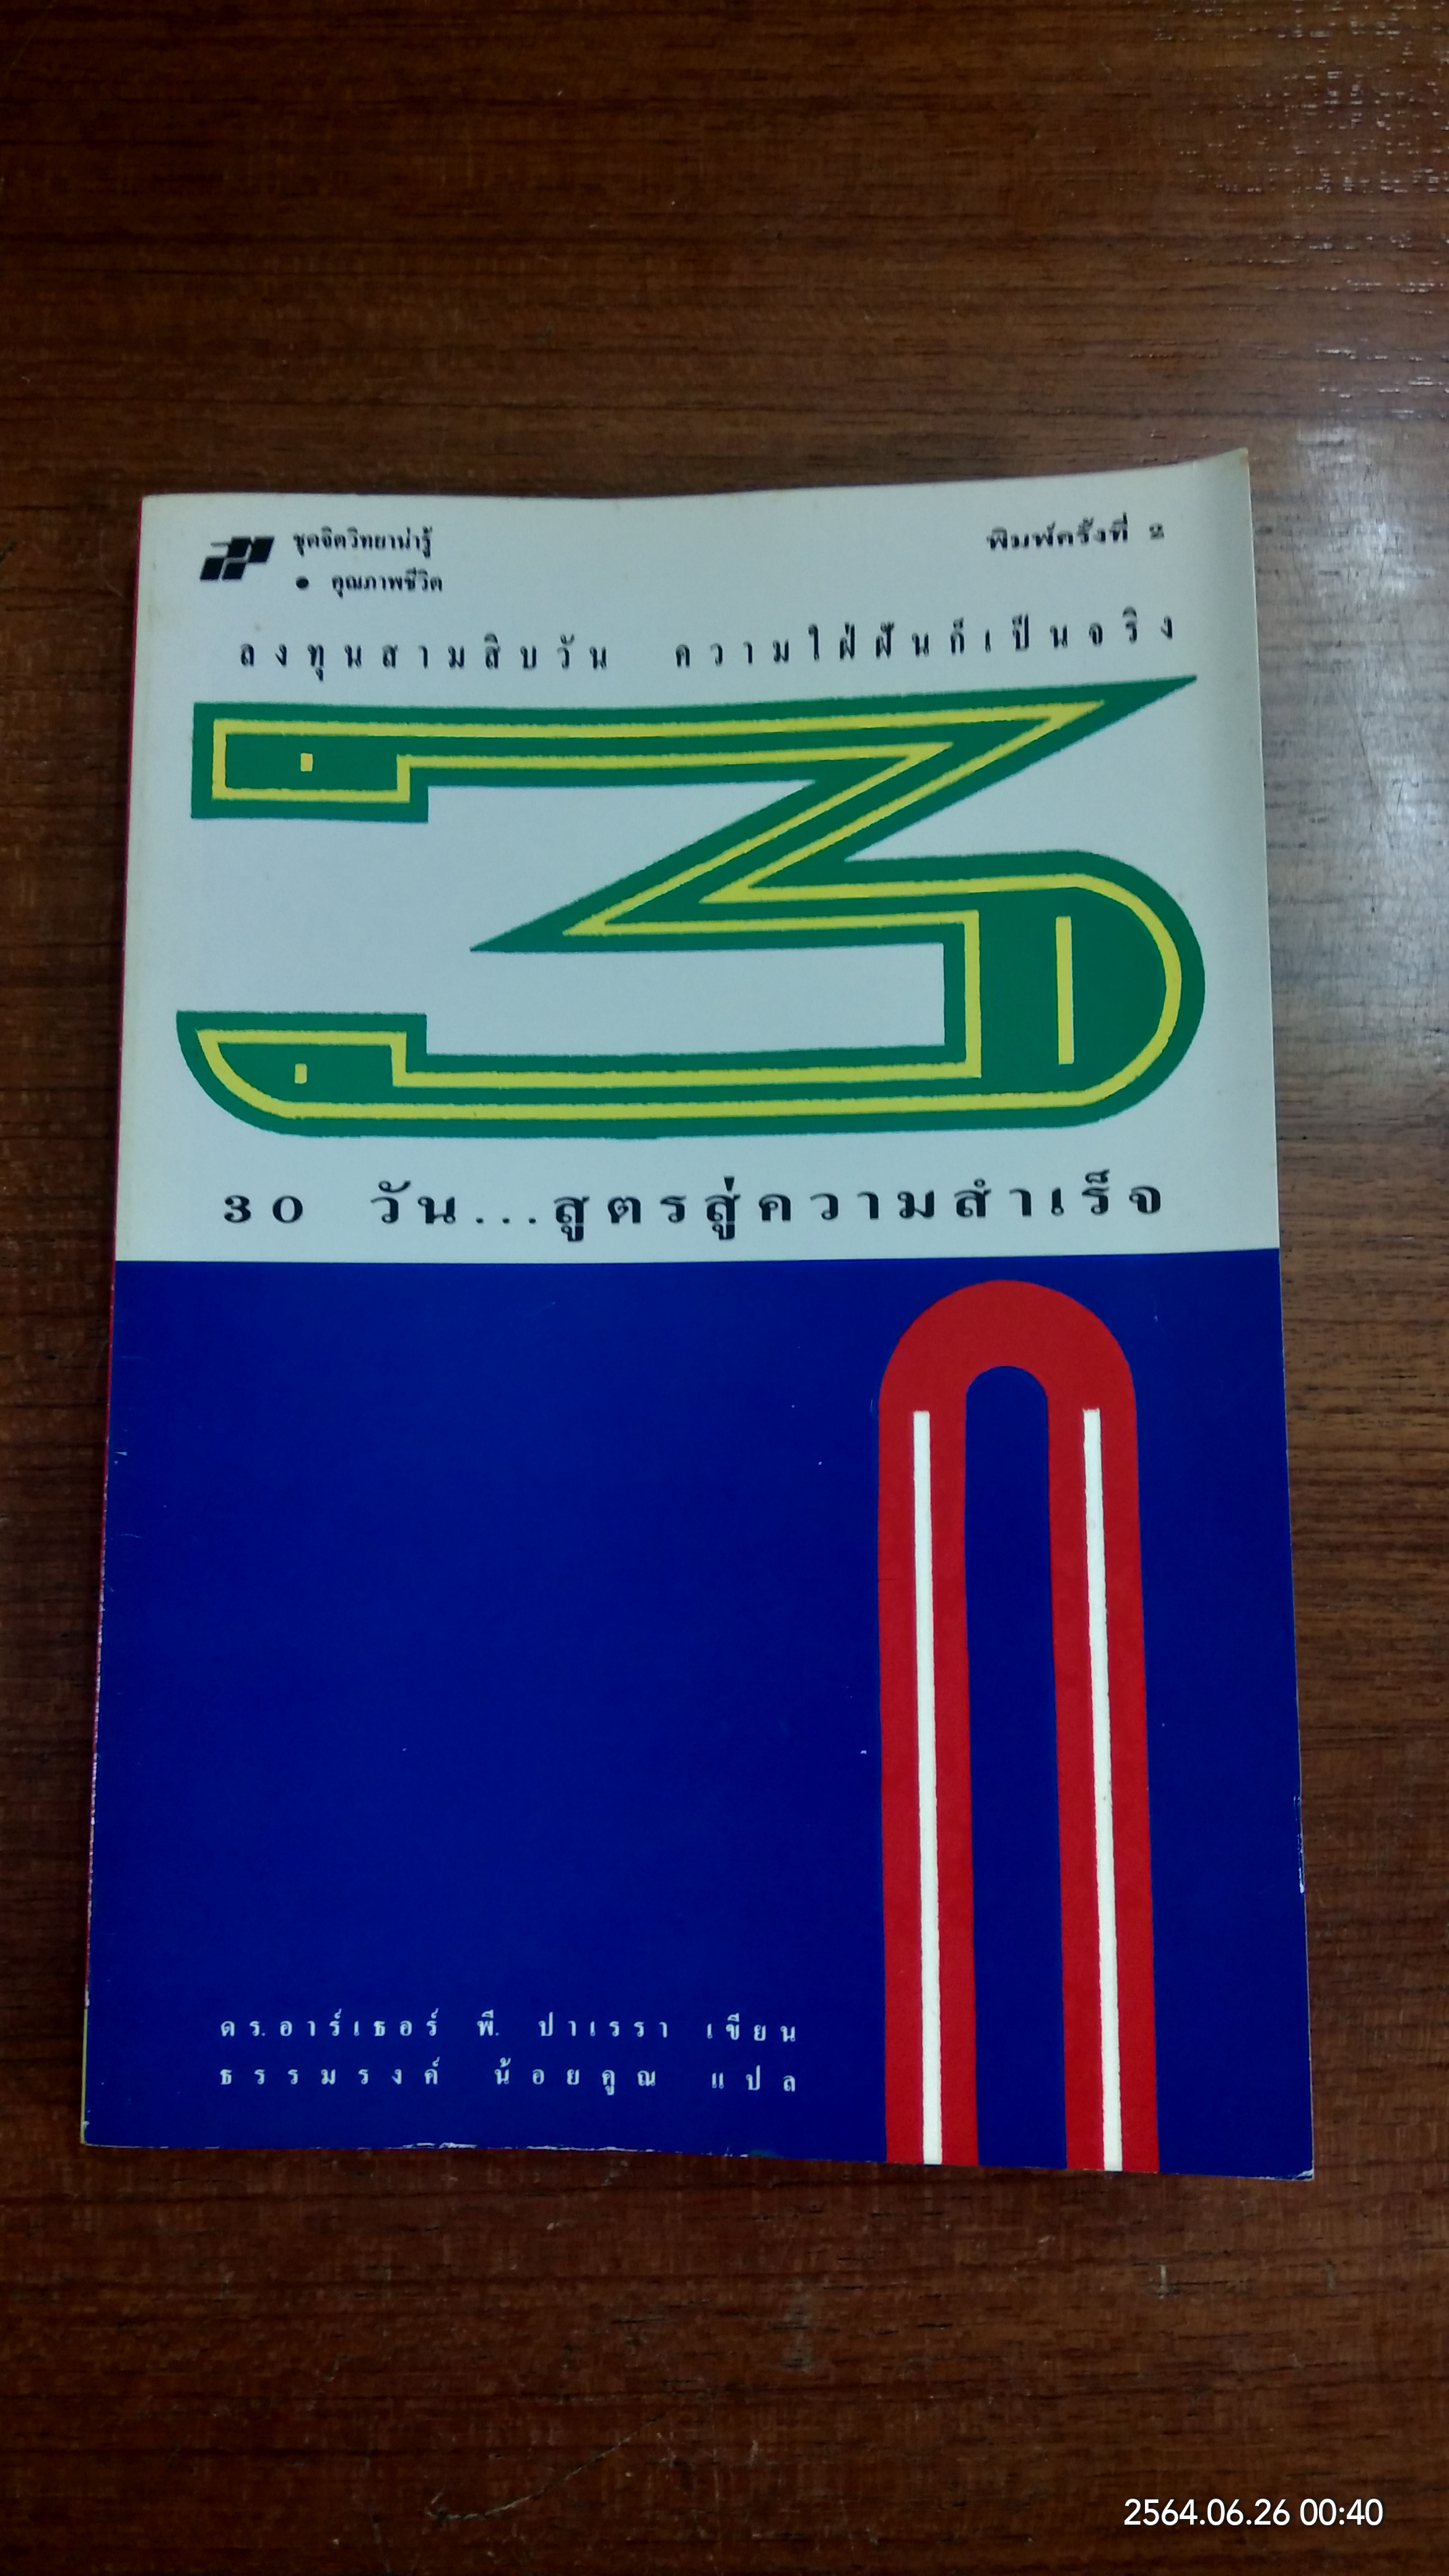 ชุดจิตวิทยาน่ารู้
พิมพ์ครั้งที่ 2
• คุณภาพชีวิต
ลงทุนสามสิบวัน ความใฝ่ฝันก็เป็นจริง
3
30 วัน...สูตรสู่ความสำเร็จ
ดร.อาร์เธอร์ พี. ปาเรรา เขียน
ธรรมรงค์ น้อยคูณ แปล
2564.06.26 00:40